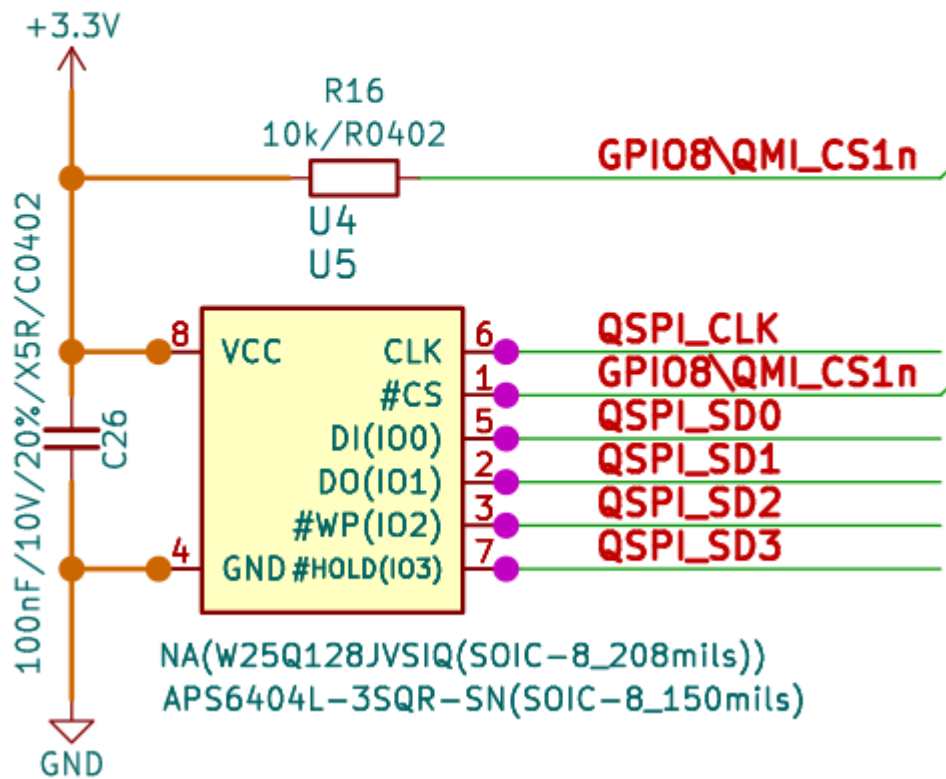 +3.3V
R16
10k/R0402
GPIO8\QMI_CS1n
U4
U5
100nF/10V/20%/X5R/C0402
C26
8 VCC CLK 6 QSPI_CLK
#CS 1 GPIO8\QMI_CS1n
DI(IO0) 5 QSPI_SD0
DO(IO1) 2 QSPI_SD1
#WP(IO2) 3 QSPI_SD2
4 GND #HOLD(IO3) 7 QSPI_SD3
NA(W25Q128JVSIQ(SOIC-8_208mils))
APS6404L-3SQR-SN(SOIC-8_150mils)
GND